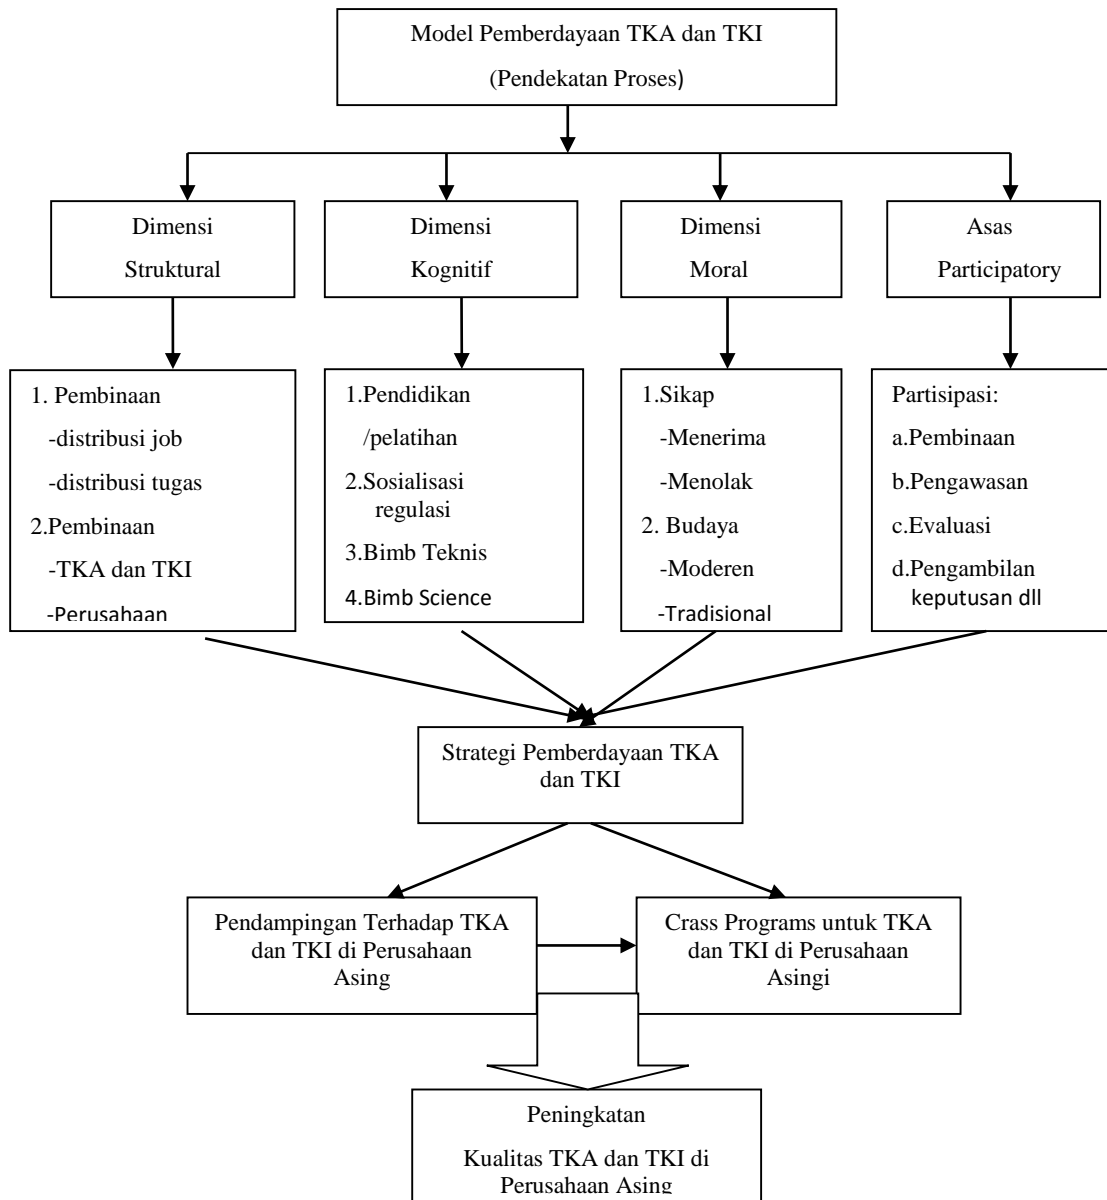 Model Pemberdayaan TKA dan TKI
(Pendekatan Proses)
Dimensi
Struktural
Dimensi
Kognitif
Dimensi
Moral
Asas
Participatory
1. Pembinaan
-distribusi job
-distribusi tugas
2.Pembinaan
-TKA dan TKI
-Perusahaan
1.Pendidikan
/pelatihan
2.Sosialisasi
regulasi
3.Bimb Teknis
4.Bimb Science
1.Sikap
-Menerima
-Menolak
2. Budaya
-Moderen
-Tradisional
Partisipasi:
a.Pembinaan
b.Pengawasan
c.Evaluasi
d.Pengambilan
keputusan dll
Strategi Pemberdayaan TKA
dan TKI
Pendampingan Terhadap TKA
dan TKI di Perusahaan
Asing
Crass Programs untuk TKA
dan TKI di Perusahaan
Asingi
Peningkatan
Kualitas TKA dan TKI di
Perusahaan Asing